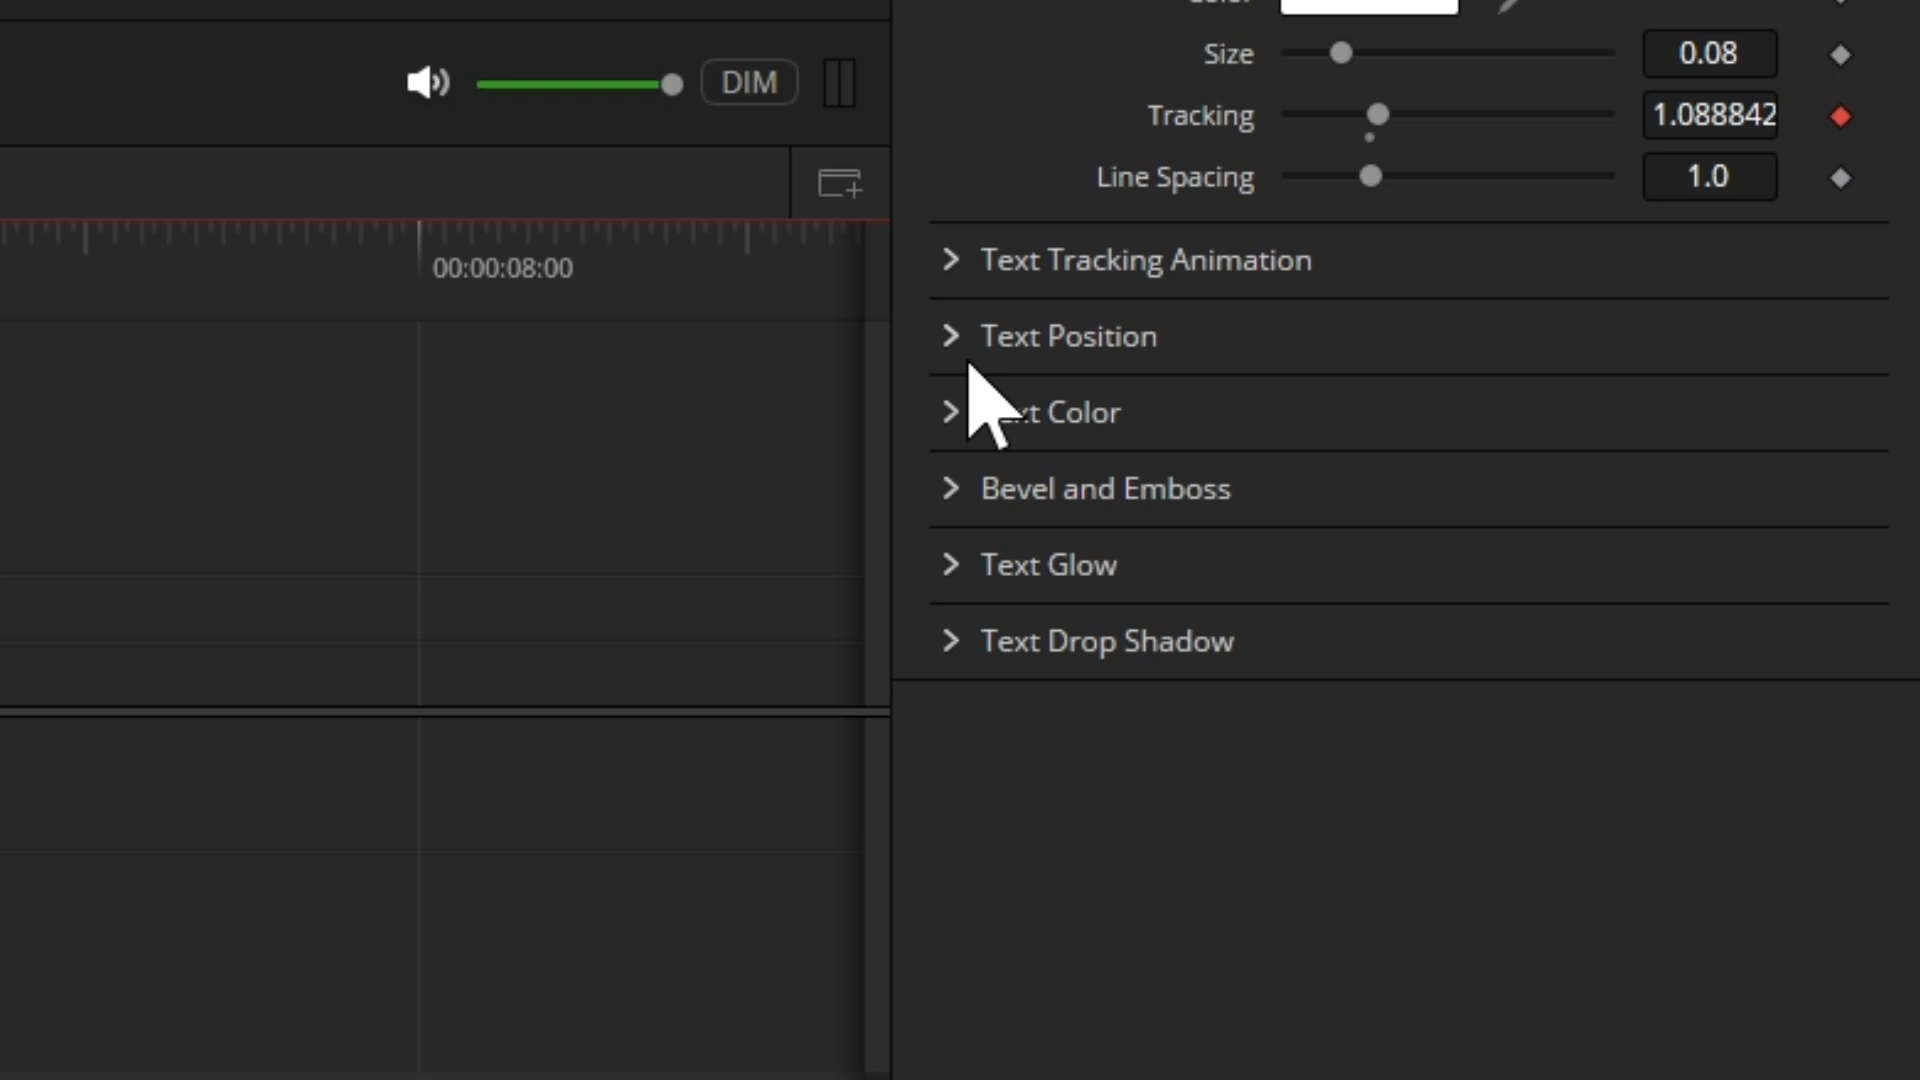 Size 0.08
DIM
Tracking 1.088842
Line Spacing 1.0
00:00:08:00
Text Tracking Animation
Text Position
Color
Bevel and Emboss
Text Glow
Text Drop Shadow